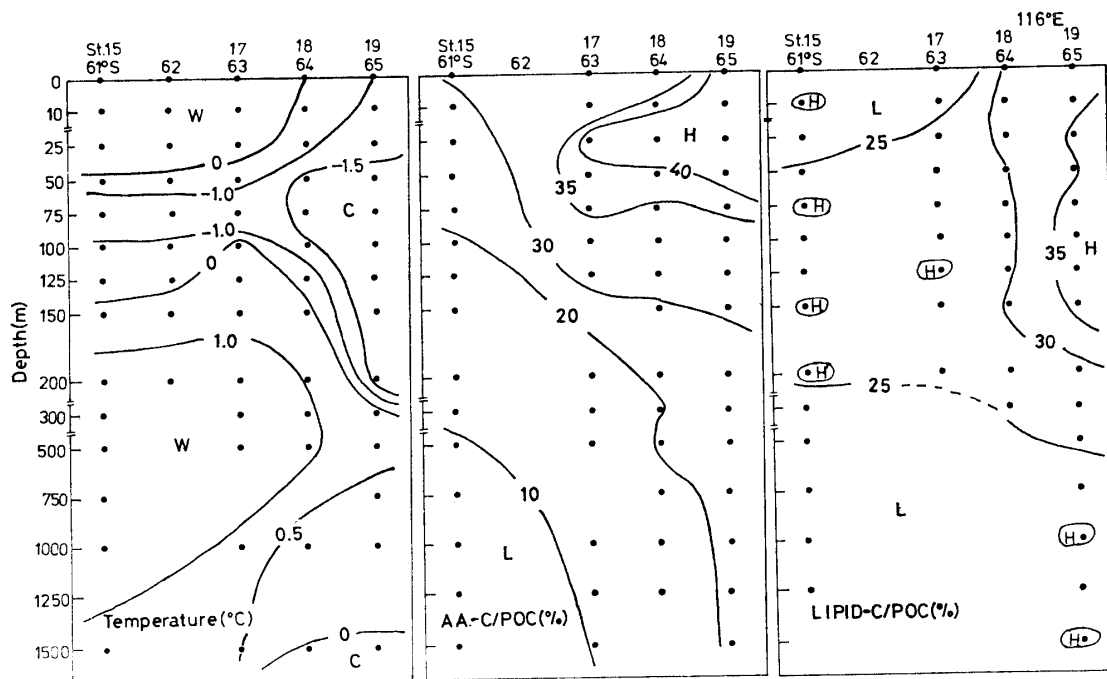 116°E
St.15 17 18 19
61°S 62 63 64 65
St.15 17 18 19
61°S 62 63 64 65
St.15 17 18 19
61°S 62 63 64 65
Depth(m)
0
10
25
50
75
100
125
150
200
300
500
750
1000
1250
1500
W
0
-1.0
-1.5
C
-1.0
0
1.0
W
0.5
Temperature(°C)
0
C
H
40
35
30
20
10
L
A.A.-C/POC(%)
H
L
25
H
35
H
H
H
30
H
25
L
H
LIPID-C/POC(%)
H